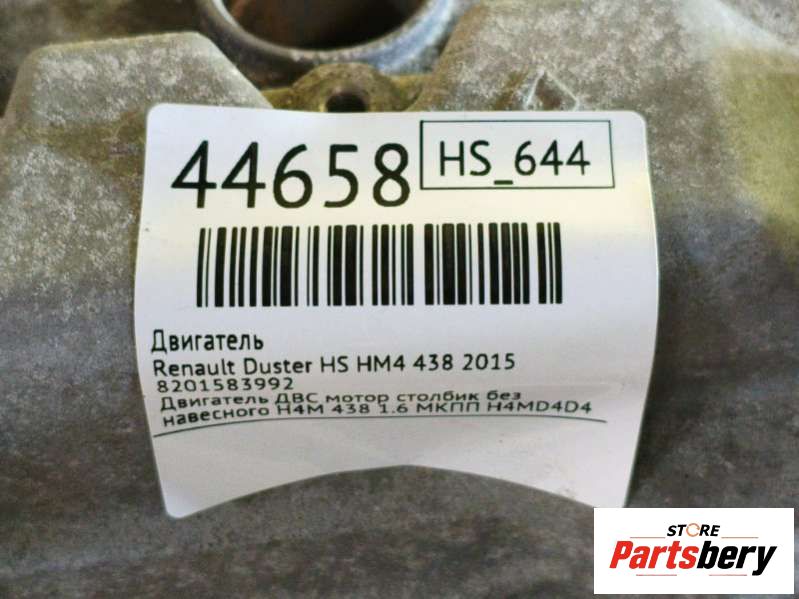 44658
HS_644
Двигатель
Renault Duster HS HM4 438 2015
8201583992
Двигатель ДВС мотор столбик без
навесного H4M 438 1.6 МКПП H4MD4D4
STORE
Partsbery